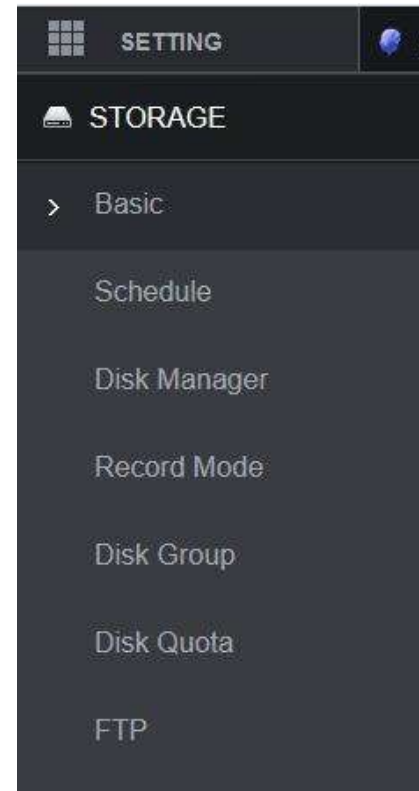 SETTING
STORAGE
Basic
Schedule
Disk Manager
Record Mode
Disk Group
Disk Quota
FTP